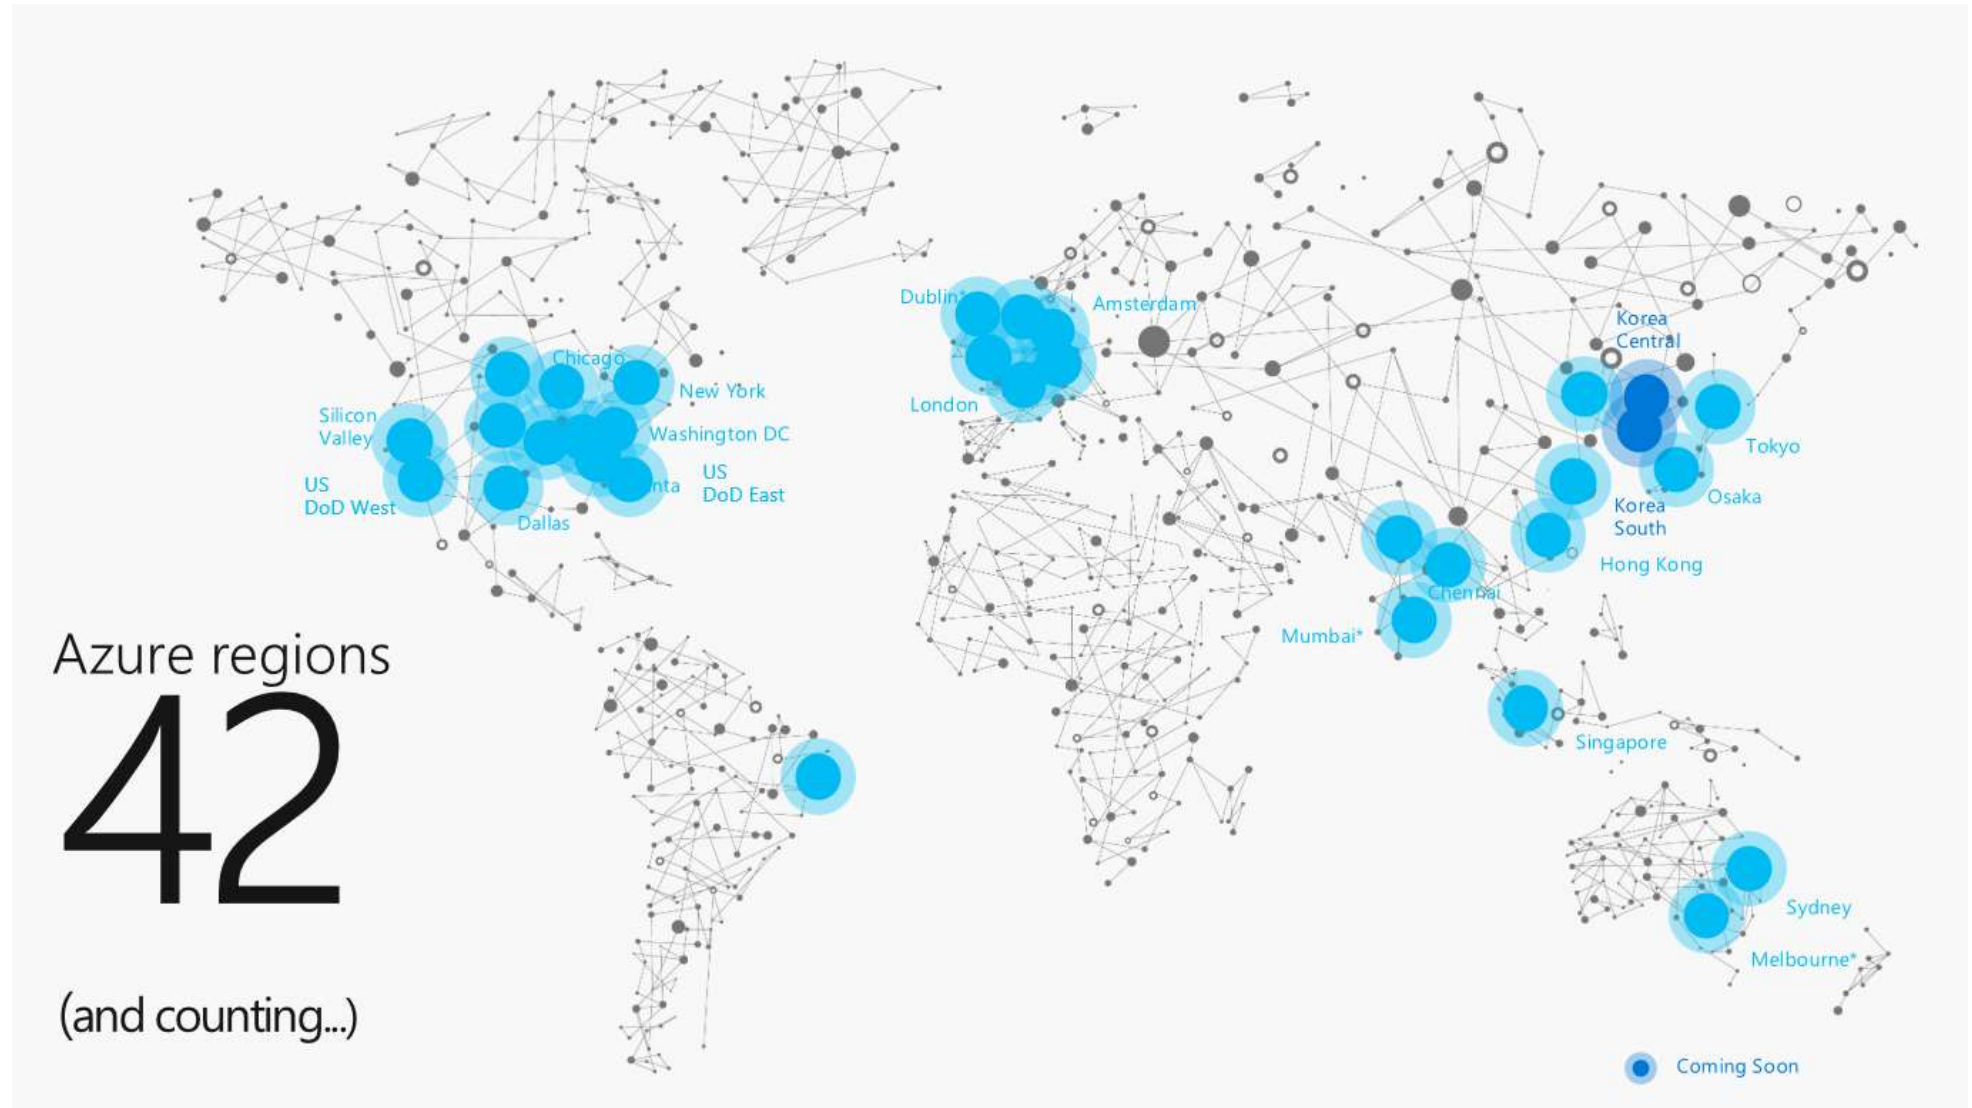 Dublin*
Amsterdam
London
Chicago
New York
Silicon
Valley
Washington DC
US
DoD West
US
DoD East
Dallas
Korea
Central
Tokyo
Osaka
Korea
South
Hong Kong
Chennai
Mumbai*
Singapore
Sydney
Melbourne*
Azure regions
42
(and counting...)
Coming Soon